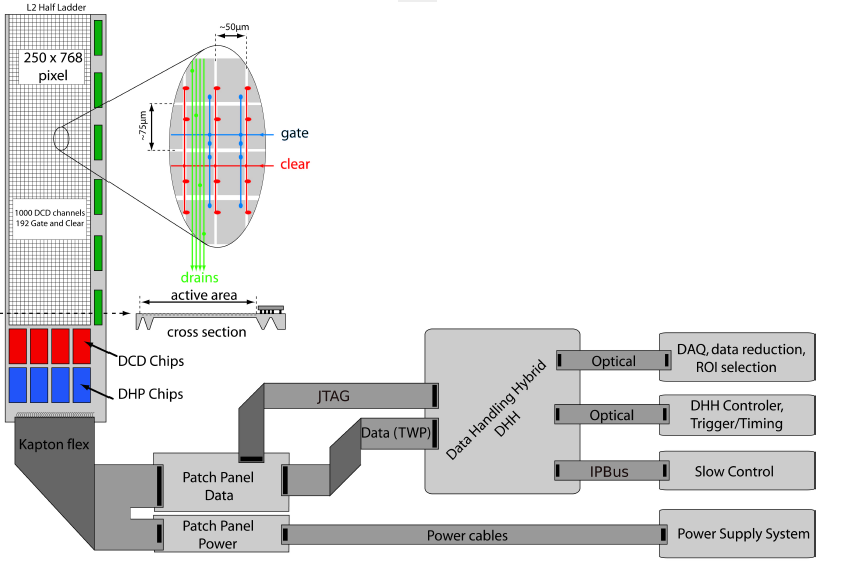 L2 Half Ladder
250 x 768
pixel
1000 DCD channels
192 Gate and Clear
~50µm
~75µm
gate
clear
drains
active area
cross section
DCD Chips
DHP Chips
Kapton flex
JTAG
Data (TWP)
Patch Panel
Data
Patch Panel
Power
Data Handling Hybrid
DHH
Optical
DAQ, data reduction,
ROI selection
Optical
DHH Controler,
Trigger/Timing
IPBus
Slow Control
Power cables
Power Supply System